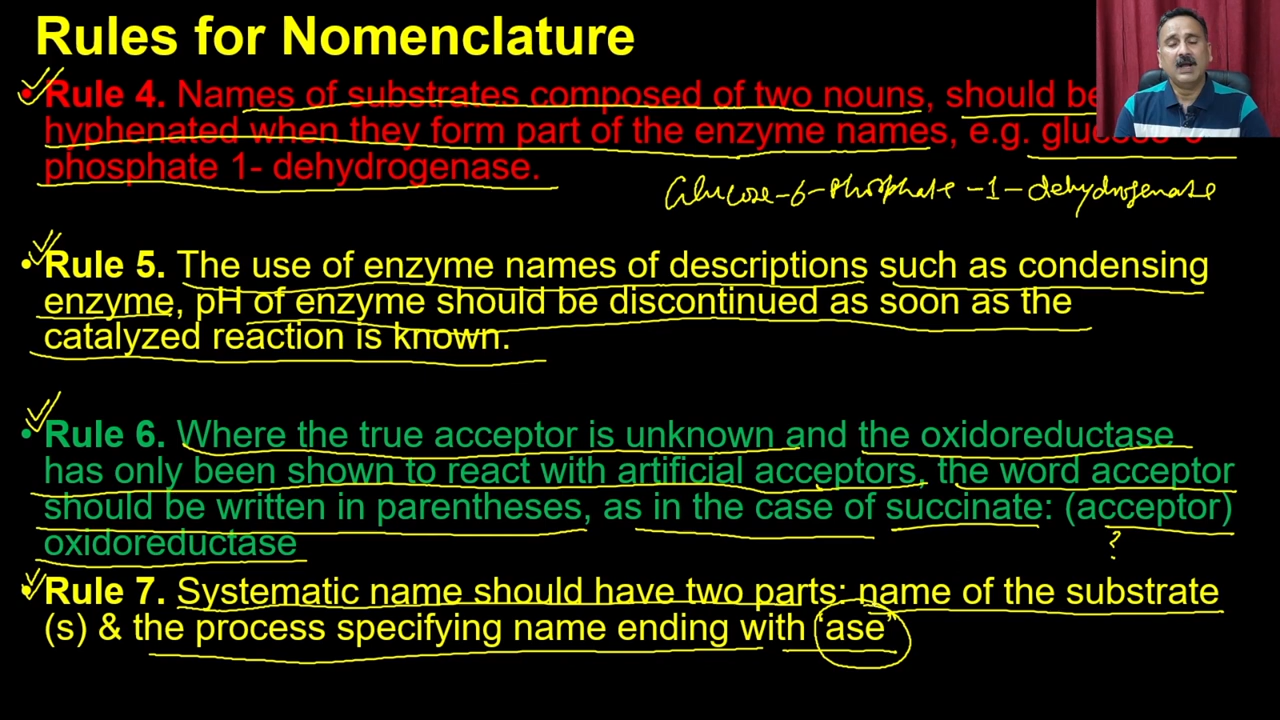 Rules for Nomenclature
• Rule 4. Names of substrates composed of two nouns, should be
hyphenated when they form part of the enzyme names, e.g. glucose-6-
phosphate 1- dehydrogenase.
Glucose-6-Phosphate-1-dehydrogenase
• Rule 5. The use of enzyme names of descriptions such as condensing
enzyme, pH of enzyme should be discontinued as soon as the
catalyzed reaction is known.
• Rule 6. Where the true acceptor is unknown and the oxidoreductase
has only been shown to react with artificial acceptors, the word acceptor
should be written in parentheses, as in the case of succinate: (acceptor)
?
oxidoreductase
• Rule 7. Systematic name should have two parts: name of the substrate
(s) & the process specifying name ending with ‘ase”